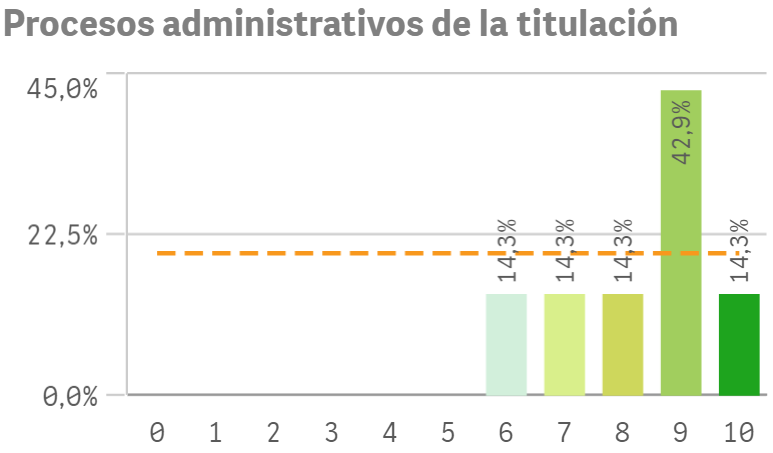 Procesos administrativos de la titulación
45,0%
42,9%
22,5%
14,3% 14,3% 14,3% 14,3%
0,0%
0 1 2 3 4 5 6 7 8 9 10